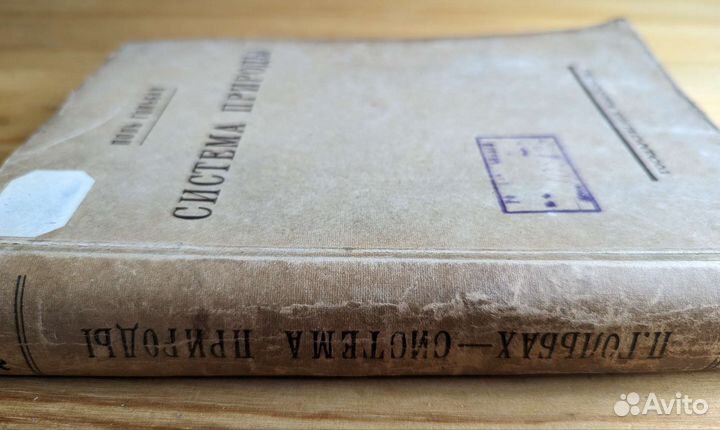 ПОЛЬ ГОЛЬБАХ
СИСТЕМА ПРИРОДЫ
П.ГОЛЬБАХ — СИСТЕМА ПРИРОДЫ
Avito